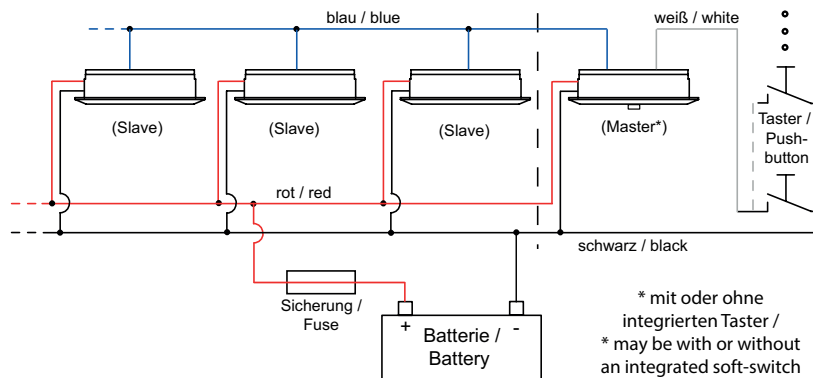 blau / blue
weiß / white
(Slave)
(Slave)
(Slave)
(Master*)
Taster /
Push-
button
rot / red
schwarz / black
Sicherung /
Fuse
+
-
Batterie /
Battery
* mit oder ohne
integrierten Taster /
* may be with or without
an integrated soft-switch